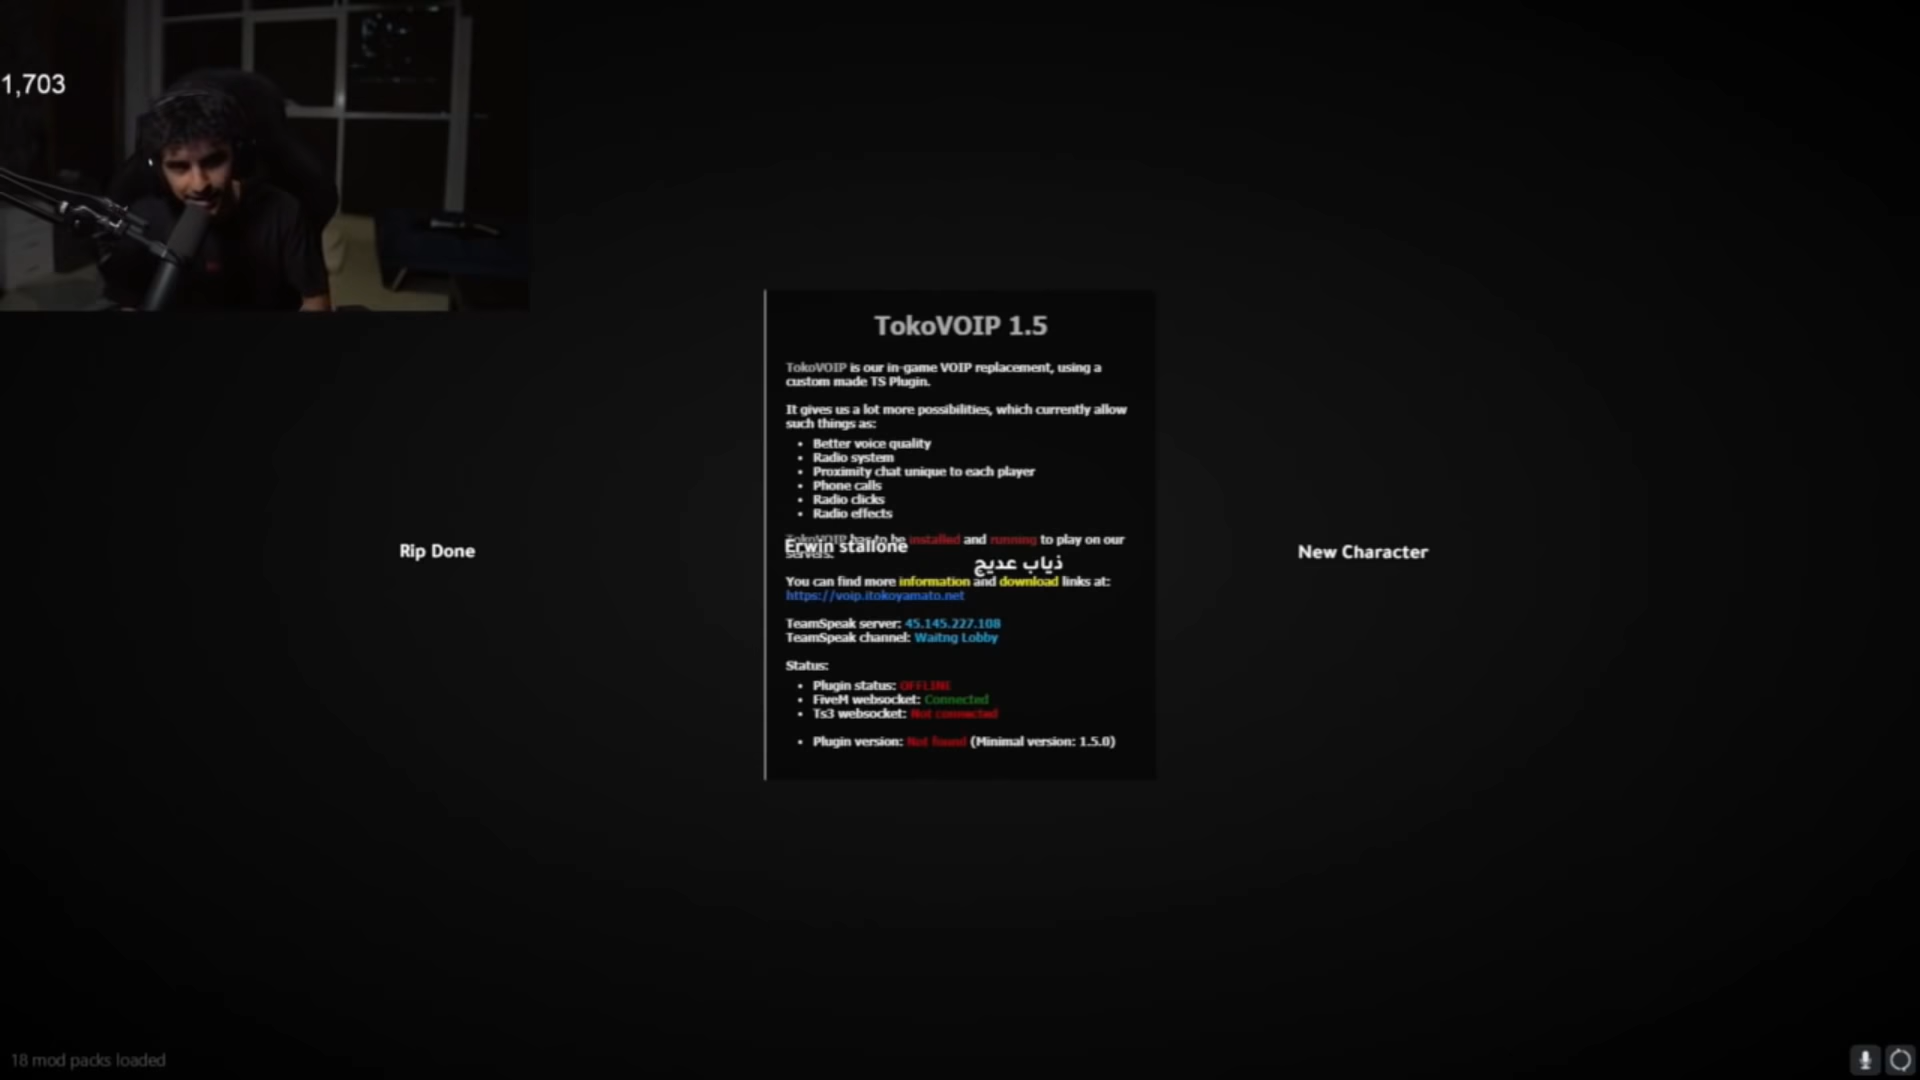 1,703
TokoVOIP 1.5
TokoVOIP is our in-game VOIP replacement, using a
custom made TS Plugin.
It gives us a lot more possibilities, which currently allow
such things as:
• Better voice quality
• Radio system
• Proximity chat unique to each player
• Phone calls
• Radio clicks
• Radio effects
TokoVOIP has to be installed and running to play on our
servers.
Rip Done
Erwin stallone
ذياب عديج
New Character
You can find more information and download links at:
https://voip.itokoyamato.net
TeamSpeak server: 45.145.227.108
TeamSpeak channel: Waitng Lobby
Status:
• Plugin status: OFFLINE
• FiveM websocket: Connected
• Ts3 websocket: Not connected
• Plugin version: Not found (Minimal version: 1.5.0)
18 mod packs loaded